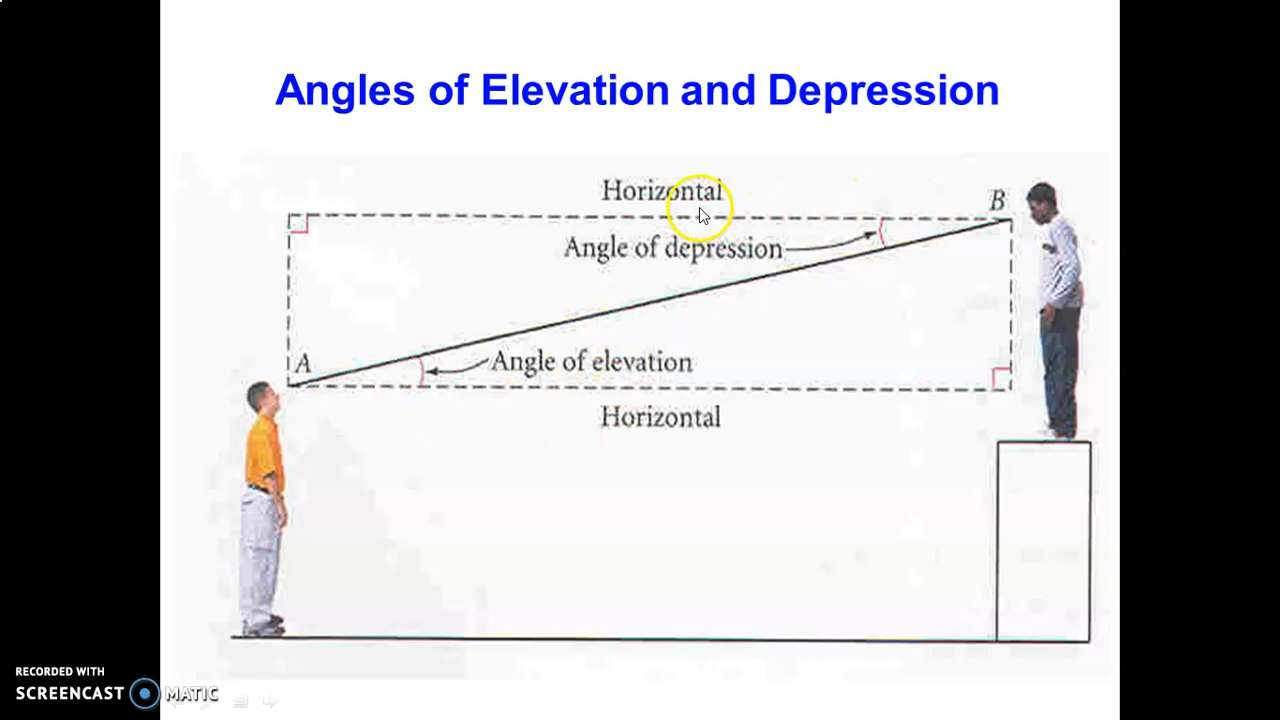 Angles of Elevation and Depression
Horizontal
B
Angle of depression
A
Angle of elevation
Horizontal
RECORDED WITH
SCREENCAST MATIC